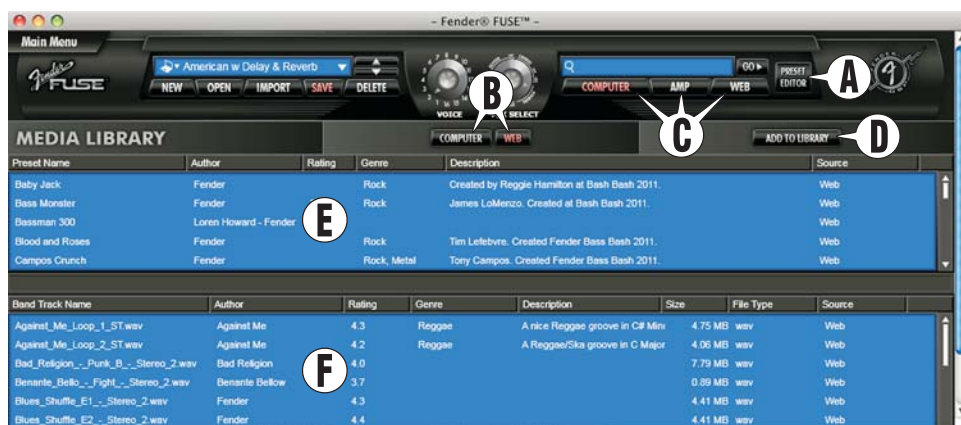 – Fender® FUSE™ –
Main Menu
Fender FUSE
American w Delay & Reverb
NEW OPEN IMPORT SAVE DELETE
VOICE SELECT
GO
COMPUTER AMP WEB
PRESET EDITOR
A
B
C
D
MEDIA LIBRARY
COMPUTER WEB
ADD TO LIBRARY
Preset Name Author Rating Genre Description Source
Baby Jack Fender Rock Created by Reggie Hamilton at Bash Bash 2011. Web
Bass Monster Fender Rock James LoMenzo. Created at Bash Bash 2011. Web
Bassman 300 Loren Howard - Fender Web
Blood and Roses Fender Rock Tim Lefebvre. Created Fender Bass Bash 2011. Web
Campos Crunch Fender Rock, Metal Tony Campos. Created Fender Bass Bash 2011. Web
E
Band Track Name Author Rating Genre Description Size File Type Source
Against_Me_Loop_1_ST.wav Against Me 4.3 Reggae A nice Reggae groove in C# Min 4.75 MB wav Web
Against_Me_Loop_2_ST.wav Against Me 4.2 Reggae A Reggae/Ska groove in C Major 4.06 MB wav Web
Bad_Religion_-_Punk_B_-_Stereo_2.wav Bad Religion 4.0 7.79 MB wav Web
Benante_Bello_-_Fight_-_Stereo_2.wav Benante Bellow 3.7 0.89 MB wav Web
Blues_Shuffle_E1_-_Stereo_2.wav Fender 4.3 4.41 MB wav Web
Blues_Shuffle_E2_-_Stereo_2.wav Fender 4.4 4.41 MB wav Web
F